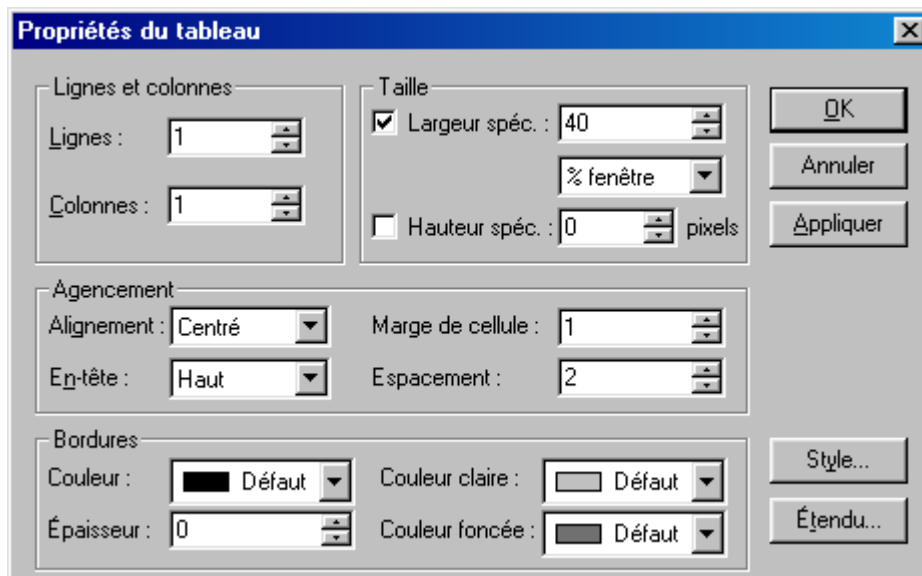 Propriétés du tableau
Lignes et colonnes
Lignes : 1
Colonnes : 1
Taille
Largeur spéc. : 40
% fenêtre
Hauteur spéc. : 0 pixels
OK
Annuler
Appliquer
Agencement
Alignement : Centré
Marge de cellule : 1
En-tête : Haut
Espacement : 2
Bordures
Couleur : Défaut
Couleur claire : Défaut
Épaisseur : 0
Couleur foncée : Défaut
Style...
Étendu...